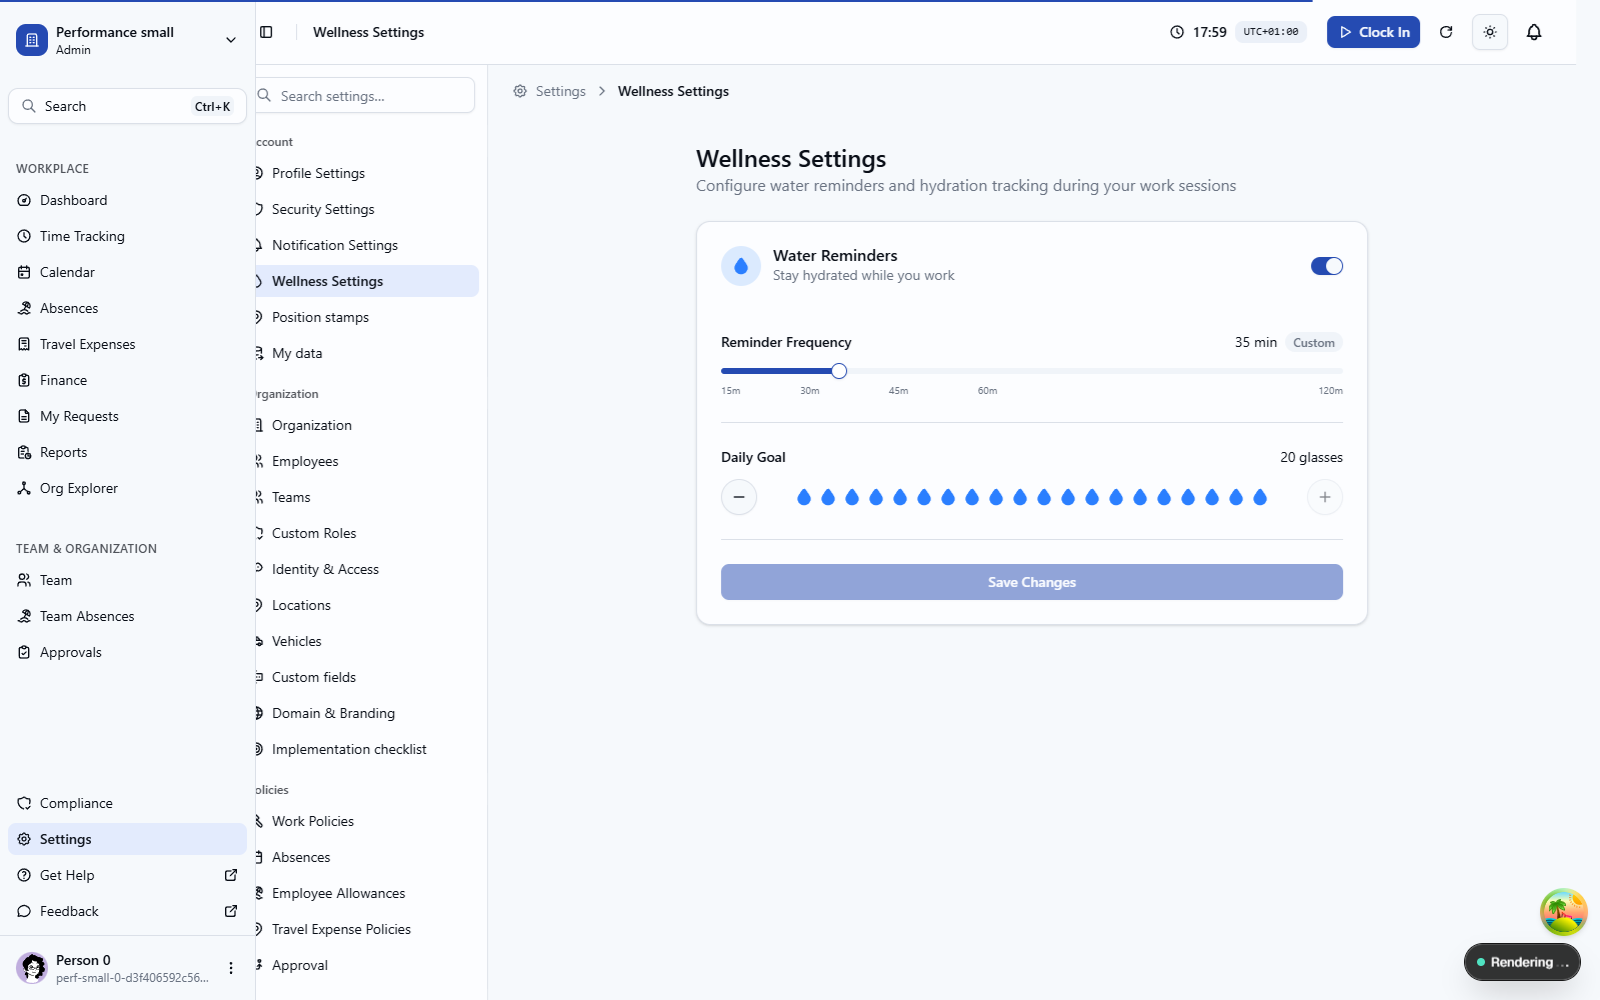 Performance small
Admin
Search
Ctrl+K
WORKPLACE
Dashboard
Time Tracking
Calendar
Absences
Travel Expenses
Finance
My Requests
Reports
Org Explorer
TEAM & ORGANIZATION
Team
Team Absences
Approvals
Compliance
Settings
Get Help
Feedback
Person 0
perf-small-0-d3f406592c56...
Wellness Settings
17:59
UTC+01:00
Clock In
Search settings...
ccount
Profile Settings
Security Settings
Notification Settings
Wellness Settings
Position stamps
My data
rganization
Organization
Employees
Teams
Custom Roles
Identity & Access
Locations
Vehicles
Custom fields
Domain & Branding
Implementation checklist
olicies
Work Policies
Absences
Employee Allowances
Travel Expense Policies
Approval
Settings
Wellness Settings
Wellness Settings
Configure water reminders and hydration tracking during your work sessions
Water Reminders
Stay hydrated while you work
Reminder Frequency
35 min
Custom
15m
30m
45m
60m
120m
Daily Goal
20 glasses
Save Changes
Rendering ...